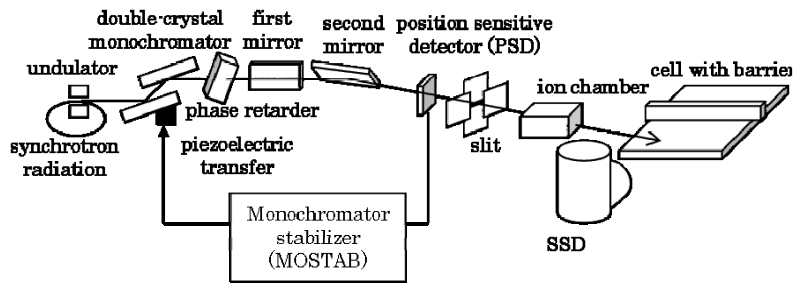 double-crystal
monochromator
first
mirror
second
mirror
position sensitive
detector (PSD)
undulator
phase retarder
ion chamber
cell with barrier
synchrotron
radiation
piezoelectric
transfer
slit
Monochromator
stabilizer
(MOSTAB)
SSD